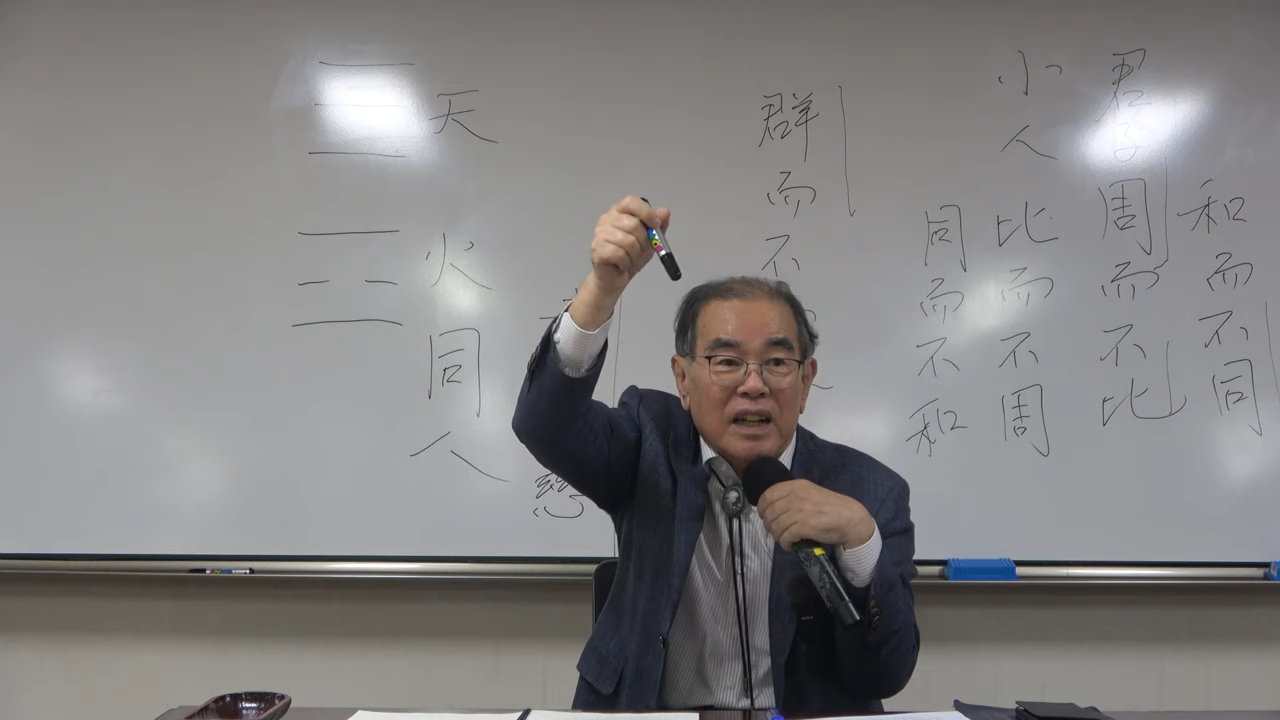 和而不同
君子周而不比
小人比而不周
同而不和
群而不
天火同人